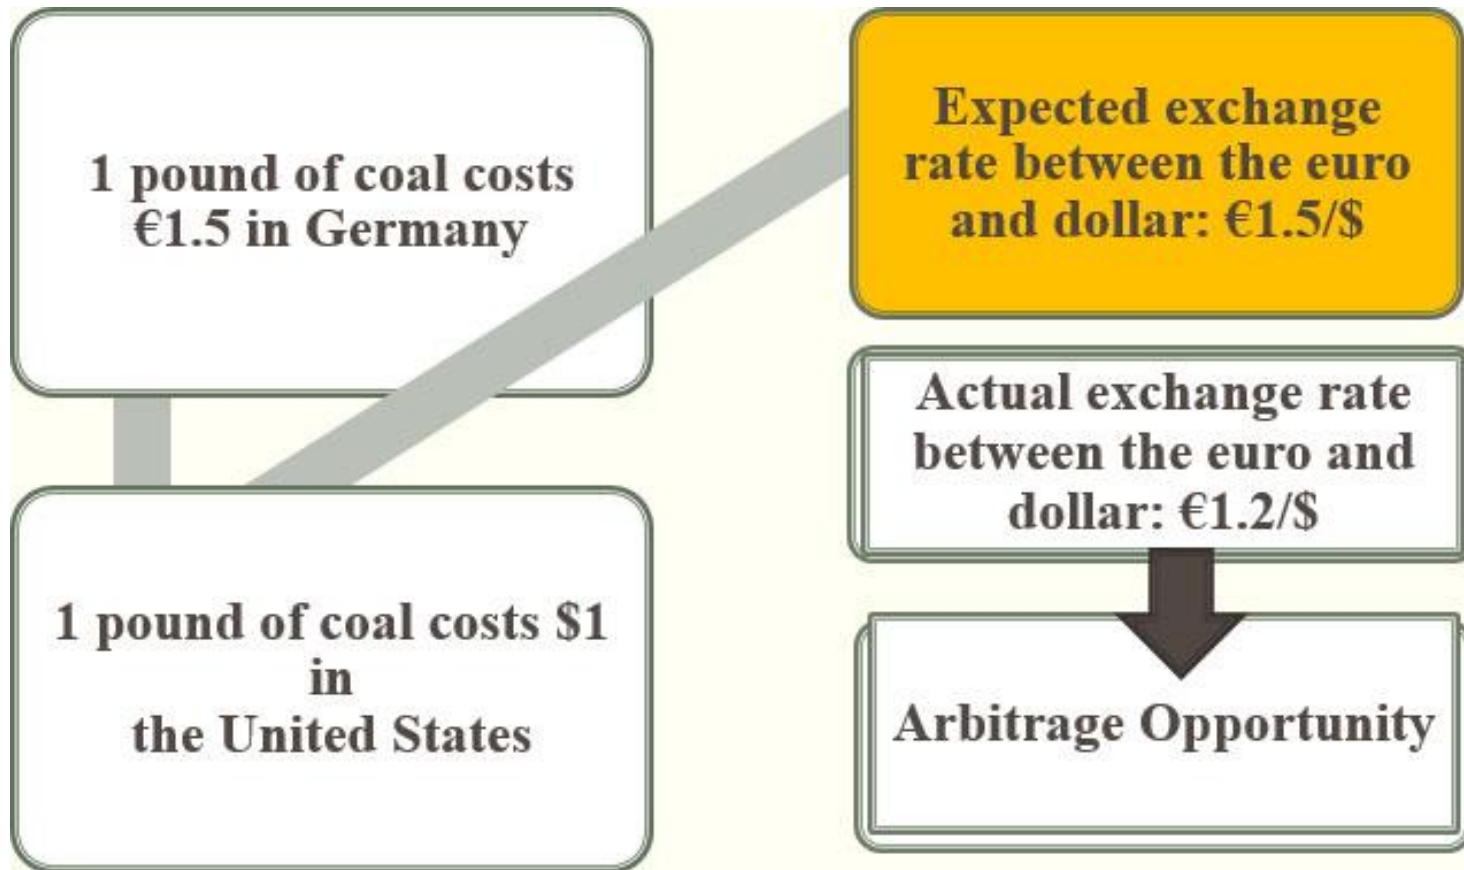 1 pound of coal costs
€1.5 in Germany
1 pound of coal costs $1
in
the United States
Expected exchange
rate between the euro
and dollar: €1.5/$
Actual exchange rate
between the euro and
dollar: €1.2/$
Arbitrage Opportunity